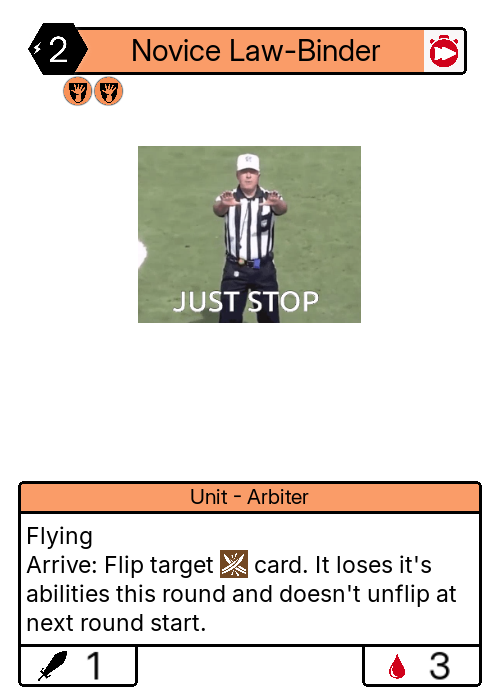 2
Novice Law-Binder
JUST STOP
Unit - Arbiter
Flying
Arrive: Flip target card. It loses it's
abilities this round and doesn't unflip at
next round start.
1
3